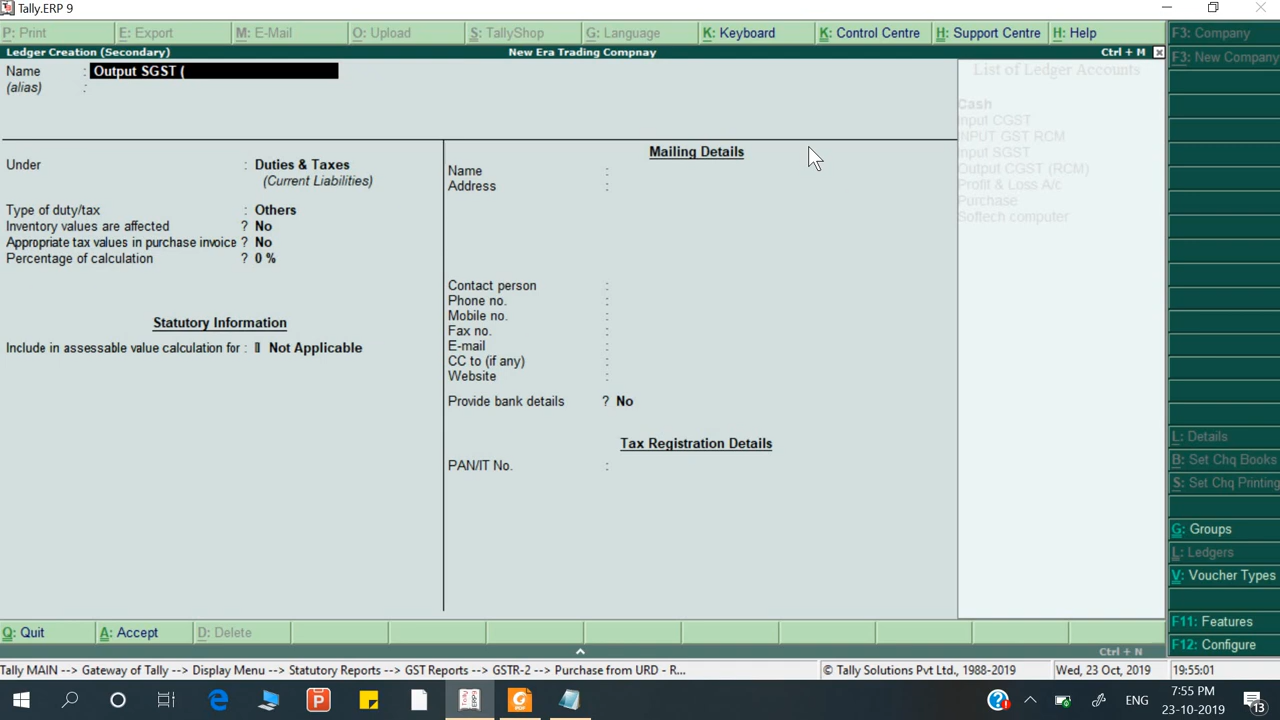 Tally.ERP 9
P: Print E: Export M: E-Mail O: Upload S: TallyShop G: Language K: Keyboard K: Control Centre H: Support Centre H: Help
F3: Company
F3: New Company
Ledger Creation (Secondary) New Era Trading Compnay Ctrl + M
Name : Output SGST (
(alias) :
List of Ledger Accounts
Cash
Input CGST
INPUT GST RCM
Input SGST
Output CGST (RCM)
Profit & Loss A/c
Purchase
Softech computer
Under : Duties & Taxes
(Current Liabilities)
Type of duty/tax : Others
Inventory values are affected ? No
Appropriate tax values in purchase invoice ? No
Percentage of calculation ? 0 %
Statutory Information
Include in assessable value calculation for : Not Applicable
Mailing Details
Name :
Address :
Contact person :
Phone no. :
Mobile no. :
Fax no. :
E-mail :
CC to (if any) :
Website :
Provide bank details ? No
Tax Registration Details
PAN/IT No. :
L: Details
B: Set Chq Books
S: Set Chq Printing
G: Groups
L: Ledgers
V: Voucher Types
F11: Features
F12: Configure
Q: Quit A: Accept D: Delete
Ctrl + N
Tally MAIN --> Gateway of Tally --> Display Menu --> Statutory Reports --> GST Reports --> GSTR-2 --> Purchase from URD - R... © Tally Solutions Pvt Ltd., 1988-2019 Wed, 23 Oct, 2019 19:55:01
ENG 7:55 PM
23-10-2019
13